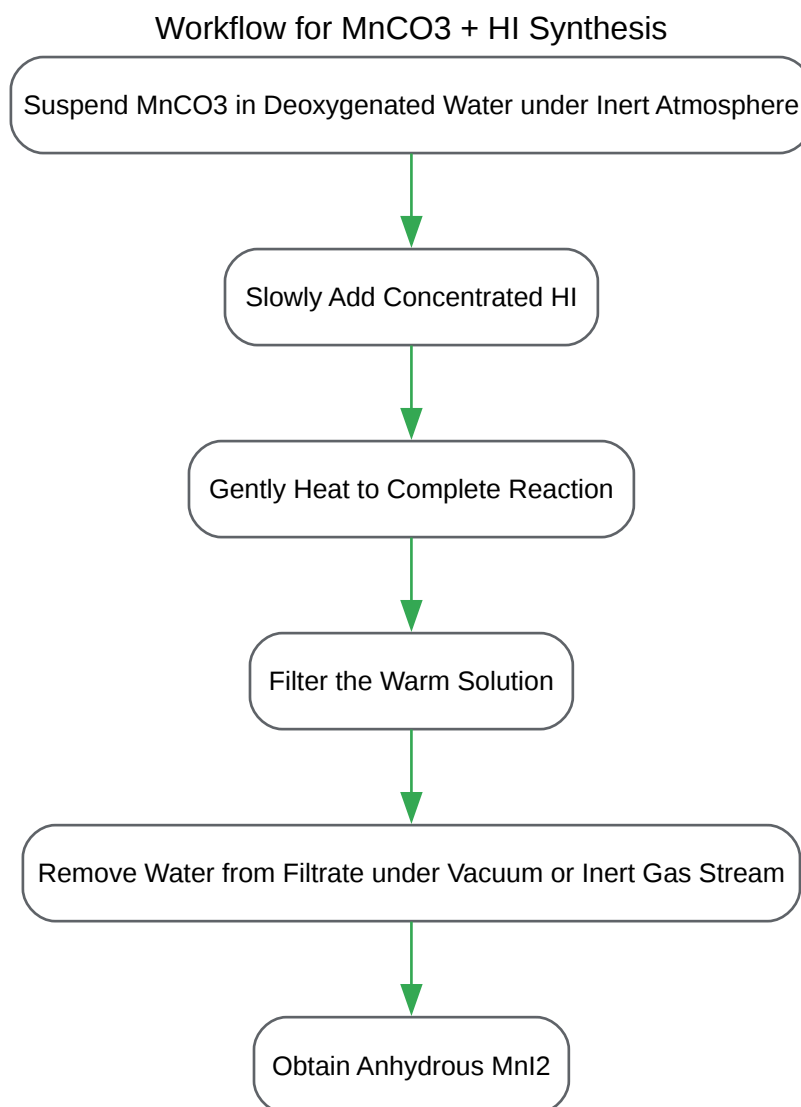 Workflow for MnCO3 + HI Synthesis
Suspend MnCO3 in Deoxygenated Water under Inert Atmosphere
Slowly Add Concentrated HI
Gently Heat to Complete Reaction
Filter the Warm Solution
Remove Water from Filtrate under Vacuum or Inert Gas Stream
Obtain Anhydrous MnI2